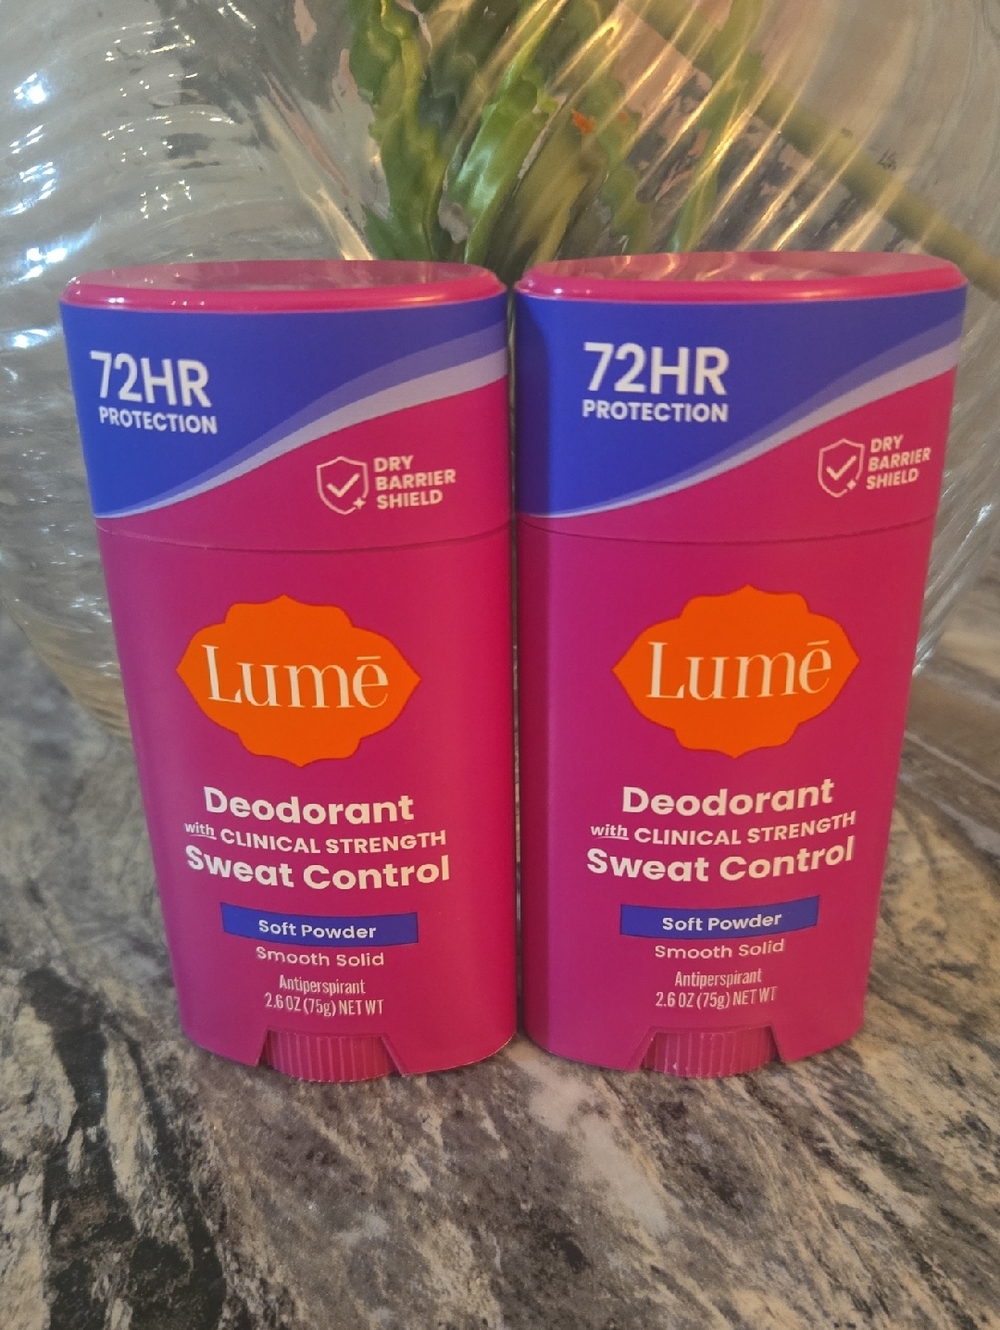 72HR
PROTECTION
DRY
BARRIER
SHIELD
Lumē
Deodorant
with CLINICAL STRENGTH
Sweat Control
Soft Powder
Smooth Solid
Antiperspirant
2.6 OZ (75g) NET WT
72HR
PROTECTION
DRY
BARRIER
SHIELD
Lumē
Deodorant
with CLINICAL STRENGTH
Sweat Control
Soft Powder
Smooth Solid
Antiperspirant
2.6 OZ (75g) NET WT